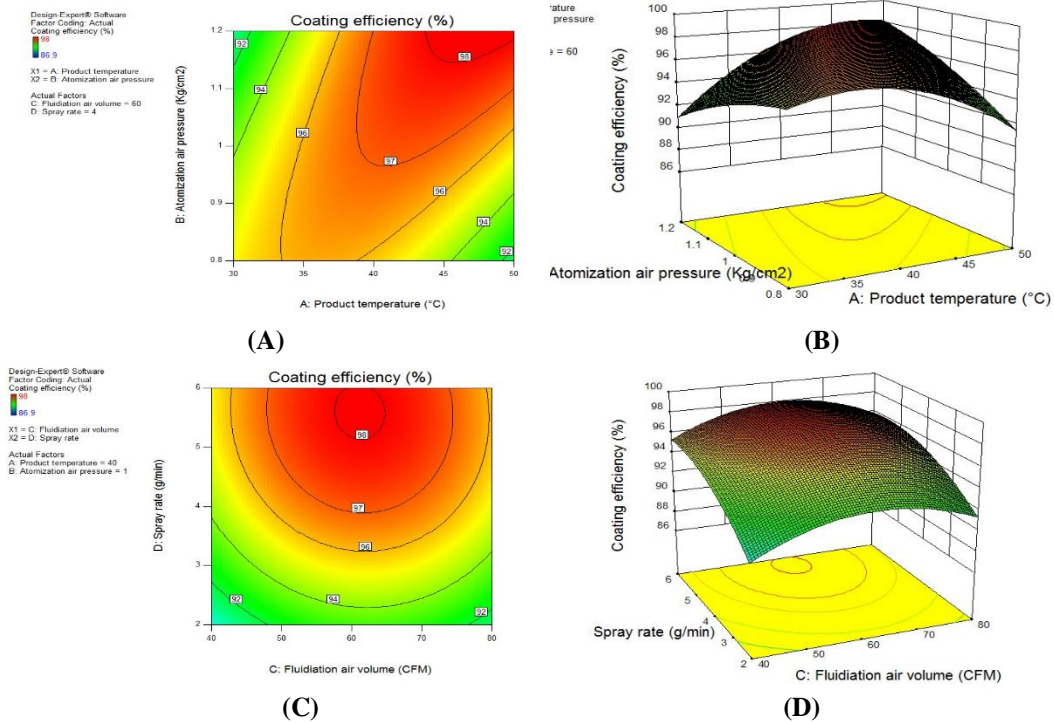 Design-Expert® Software
Factor Coding: Actual
Coating efficiency (%)
98
86.9
X1 = A: Product temperature
X2 = B: Atomization air pressure
Actual Factors
C: Fluidiation air volume = 60
D: Spray rate = 4
Coating efficiency (%)
B: Atomization air pressure (Kg/cm2)
1.2
1.1
1
0.9
0.8
30
35
40
45
50
A: Product temperature (°C)
92
94
96
98
97
96
94
92
(A)
rature
pressure
e = 60
Coating efficiency (%)
100
98
96
94
92
90
88
86
1.2
1.1
1
0.8
30
35
40
45
50
Atomization air pressure (Kg/cm2)
A: Product temperature (°C)
(B)
Design-Expert® Software
Factor Coding: Actual
Coating efficiency (%)
98
86.9
X1 = C: Fluidiation air volume
X2 = D: Spray rate
Actual Factors
A: Product temperature = 40
B: Atomization air pressure = 1
Coating efficiency (%)
D: Spray rate (g/min)
6
5
4
3
2
40
50
60
70
80
C: Fluidiation air volume (CFM)
98
97
96
94
92
92
(C)
Coating efficiency (%)
100
98
96
94
92
90
88
86
6
5
4
3
2
40
50
60
70
80
Spray rate (g/min)
C: Fluidiation air volume (CFM)
(D)